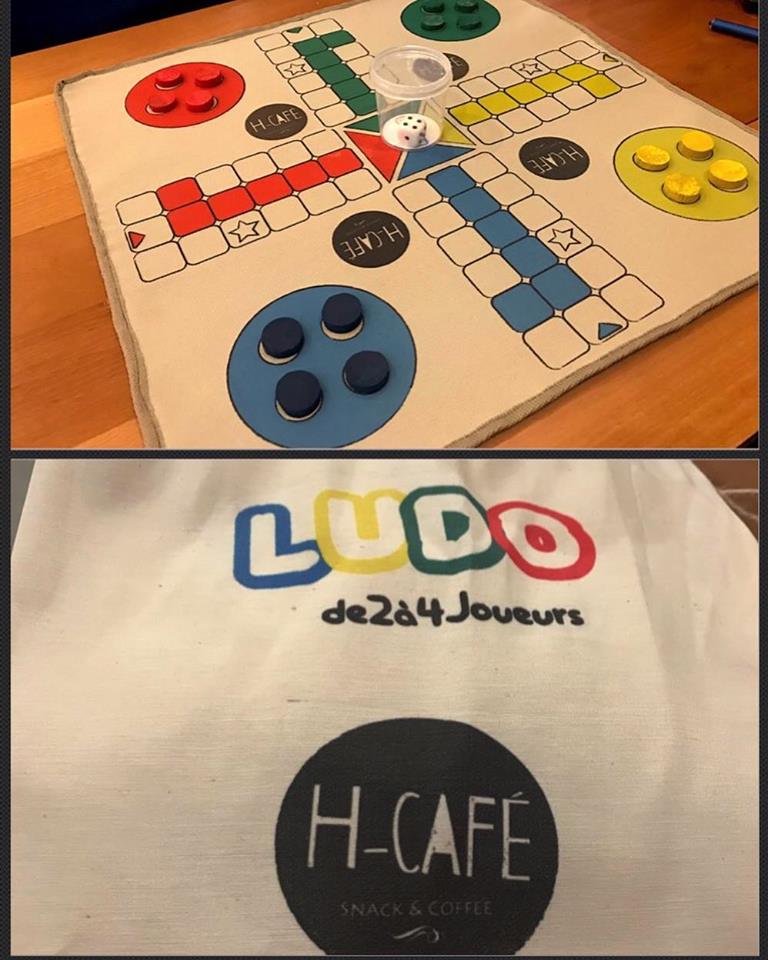 H-CAFÉ
H-CAFÉ
H-CAFÉ
LUDO
de2à4Joueurs
H-CAFÉ
SNACK & COFFEE